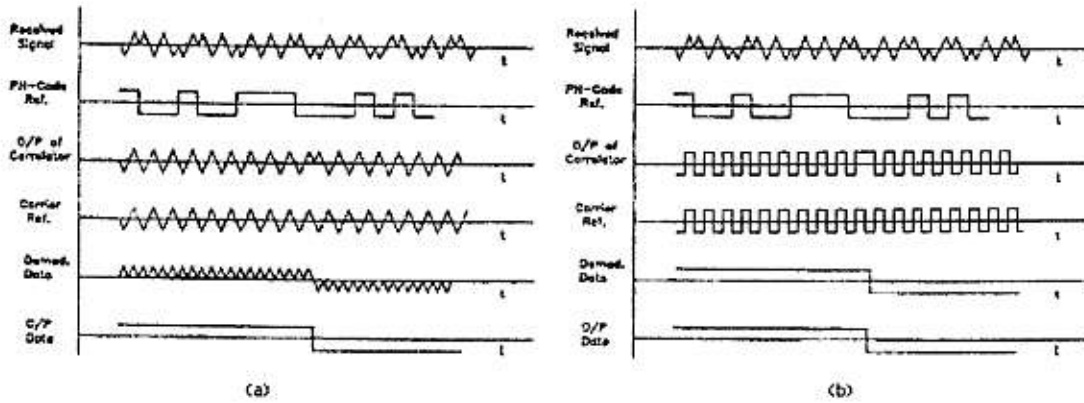 Received
Signal
t
PN-Code
Ref.
t
O/P of
Correlator
t
Carrier
Ref.
t
Demod.
Data
t
O/P
Data
t
(a)
Received
Signal
t
PN-Code
Ref.
t
O/P of
Correlator
t
Carrier
Ref.
t
Demod.
Data
t
O/P
Data
t
(b)